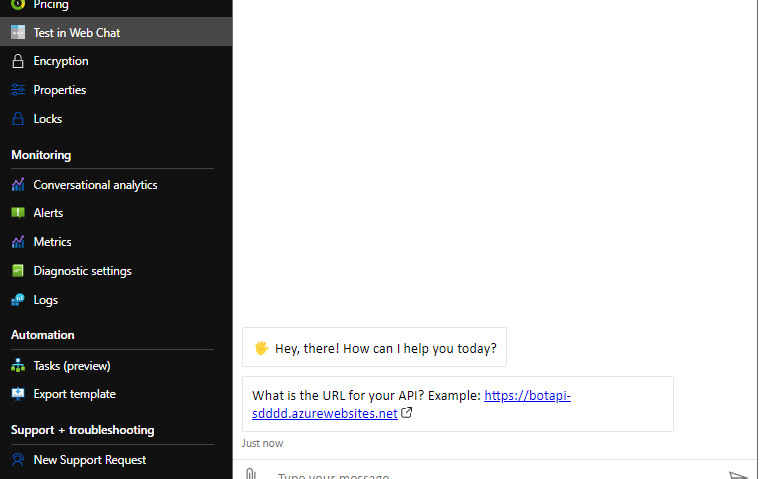 Pricing
Test in Web Chat
Encryption
Properties
Locks
Monitoring
Conversational analytics
Alerts
Metrics
Diagnostic settings
Logs
Automation
Tasks (preview)
Export template
Support + troubleshooting
New Support Request
Hey, there! How can I help you today?
What is the URL for your API? Example: https://botapi-
sdddd.azurewebsites.net
Just now
Type your message